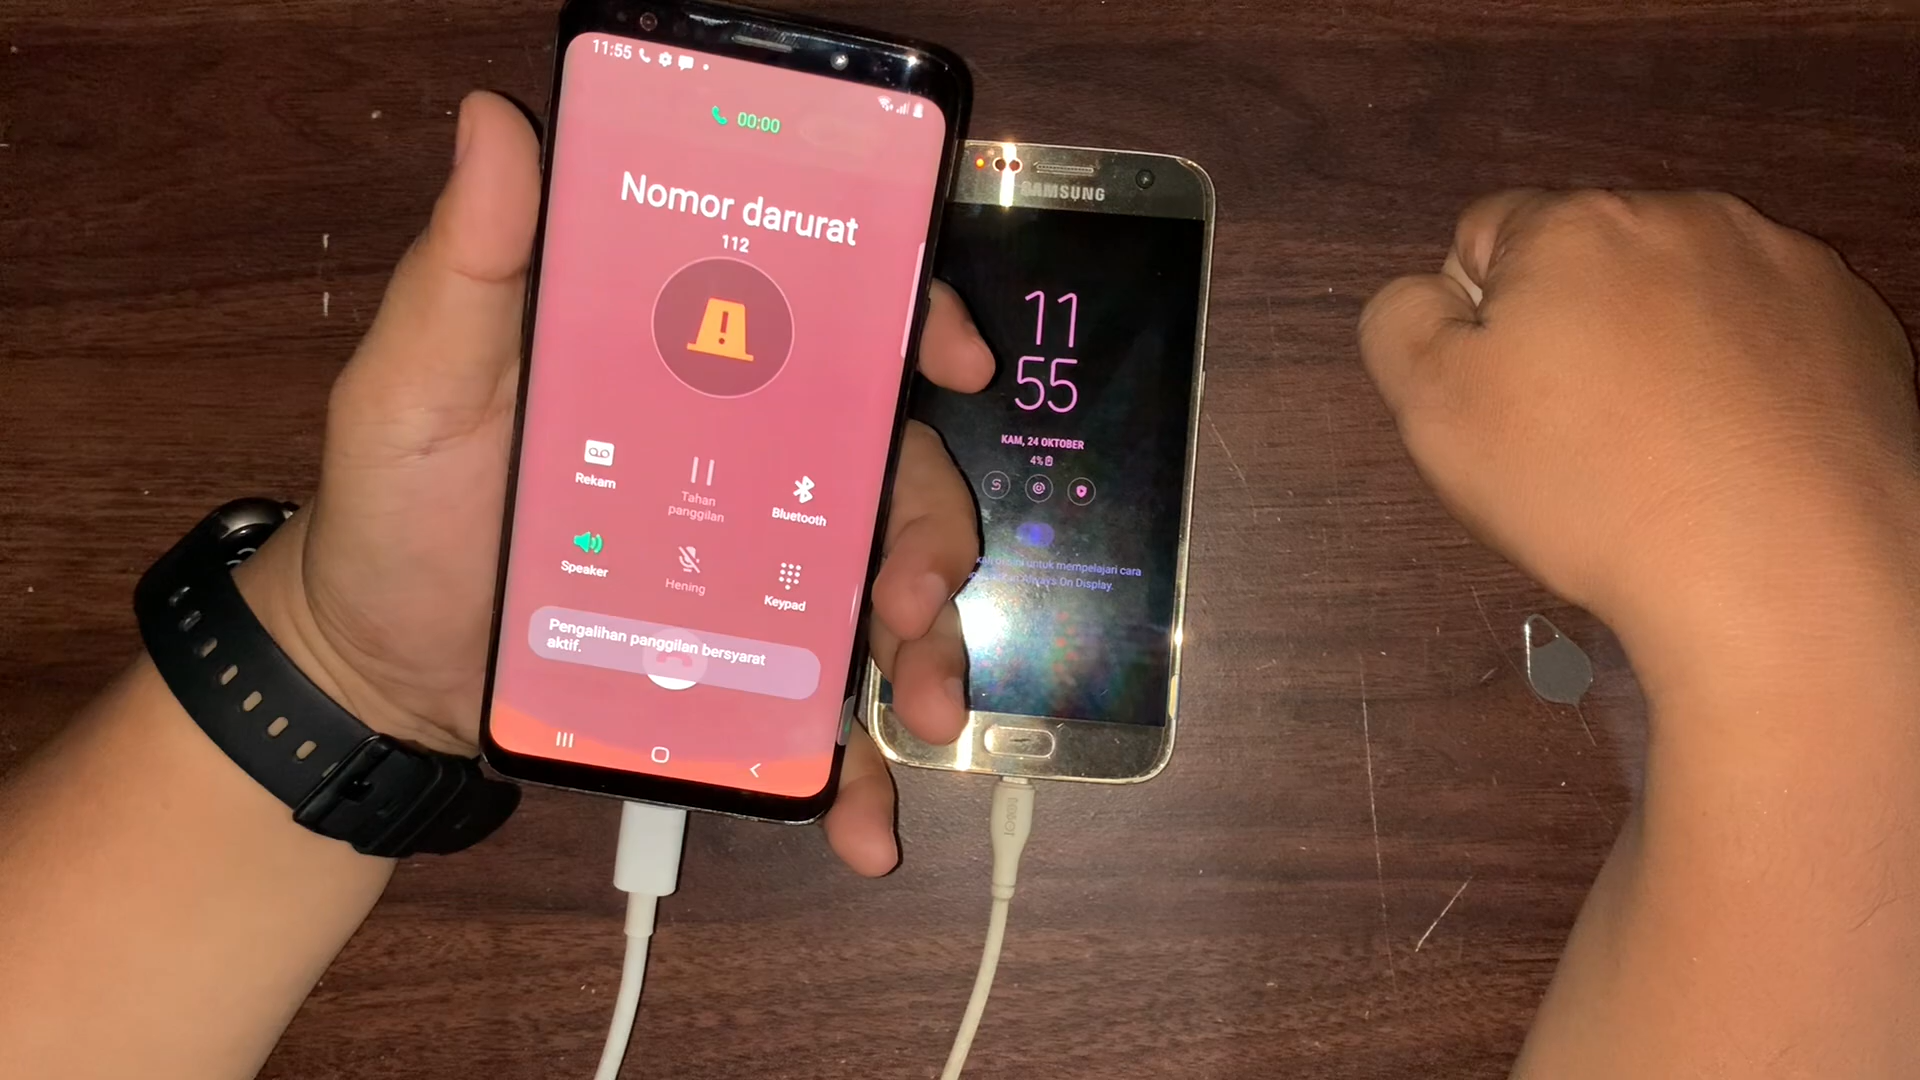 11:55
00:00
Nomor darurat
112
Rekam
Tahan
panggilan
Bluetooth
Speaker
Hening
Keypad
Pengalihan panggilan bersyarat
aktif.
SAMSUNG
11
55
KAM, 24 OKTOBER
4%
untuk mempelajari cara
Always On Display.